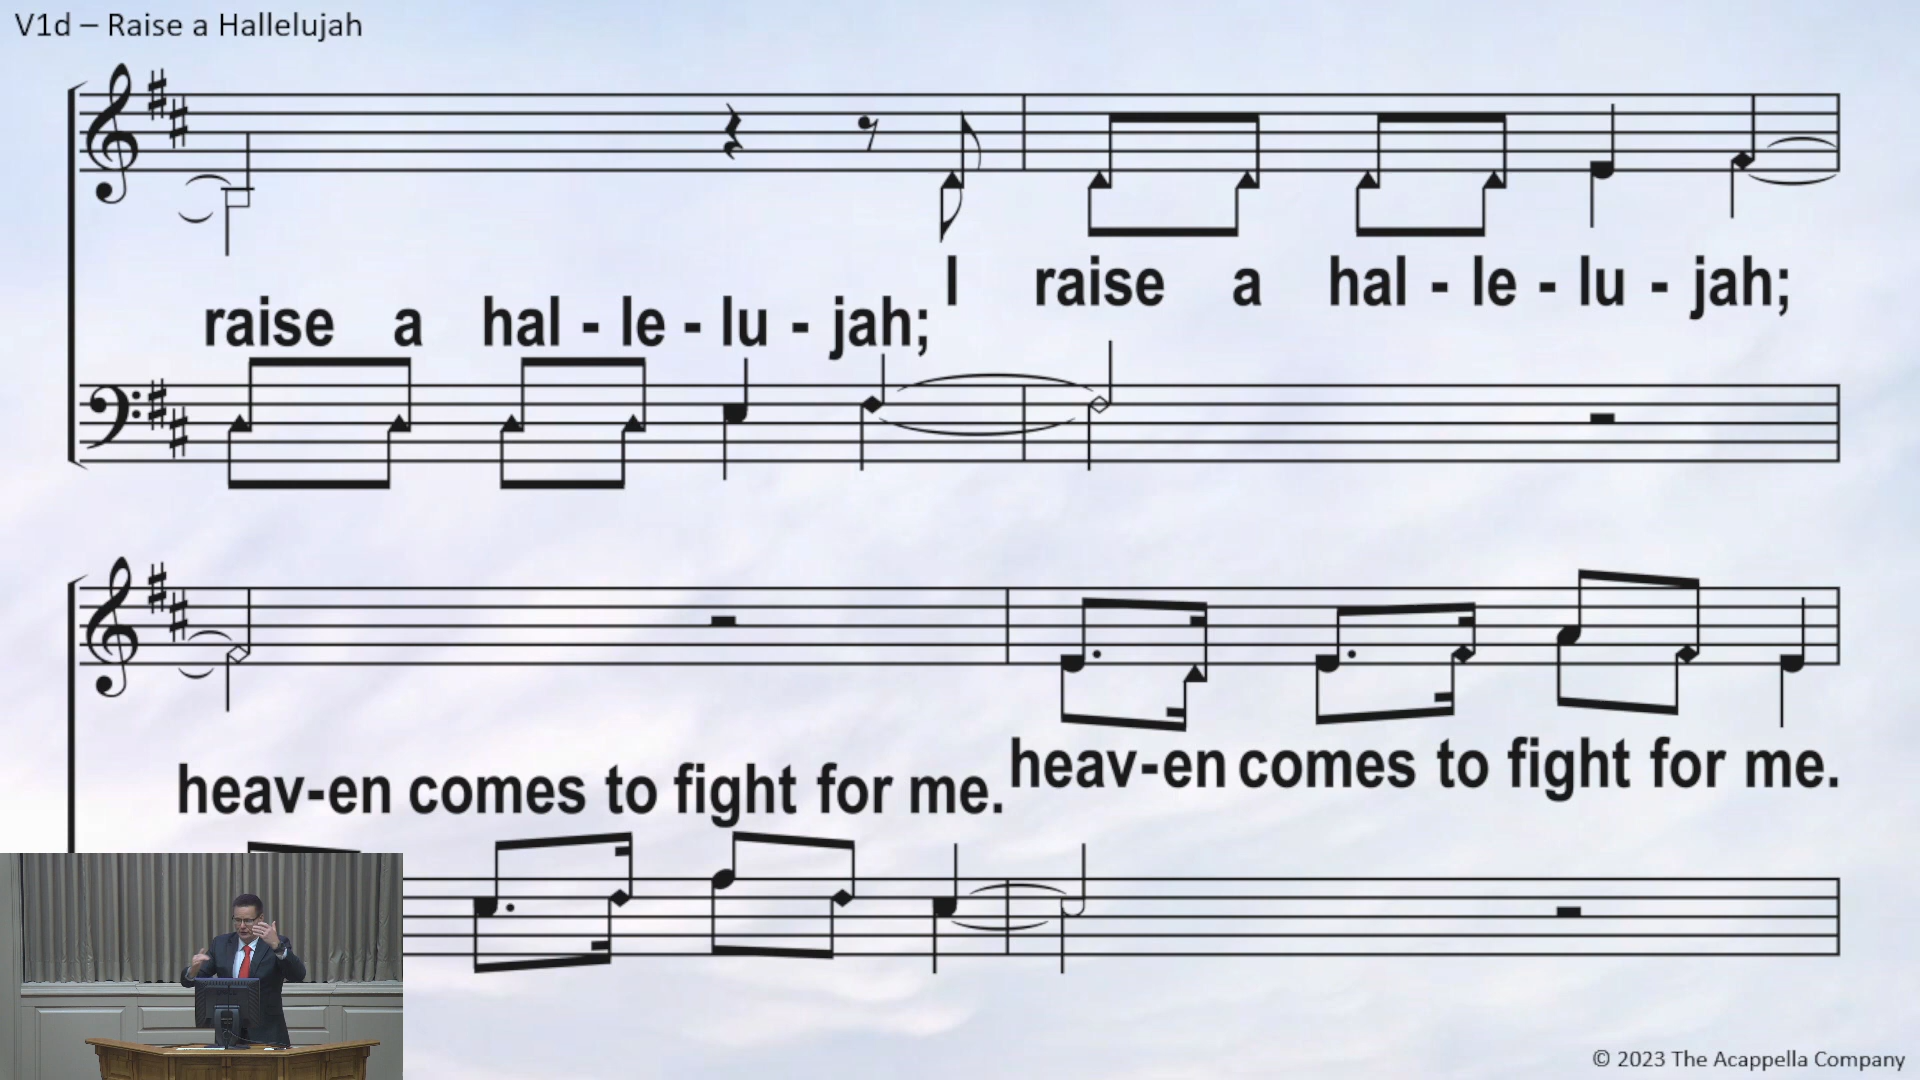 V1d – Raise a Hallelujah
I raise a hal - le - lu - jah;
raise a hal - le - lu - jah;
heav-en comes to fight for me.
heav-en comes to fight for me.
© 2023 The Acappella Company